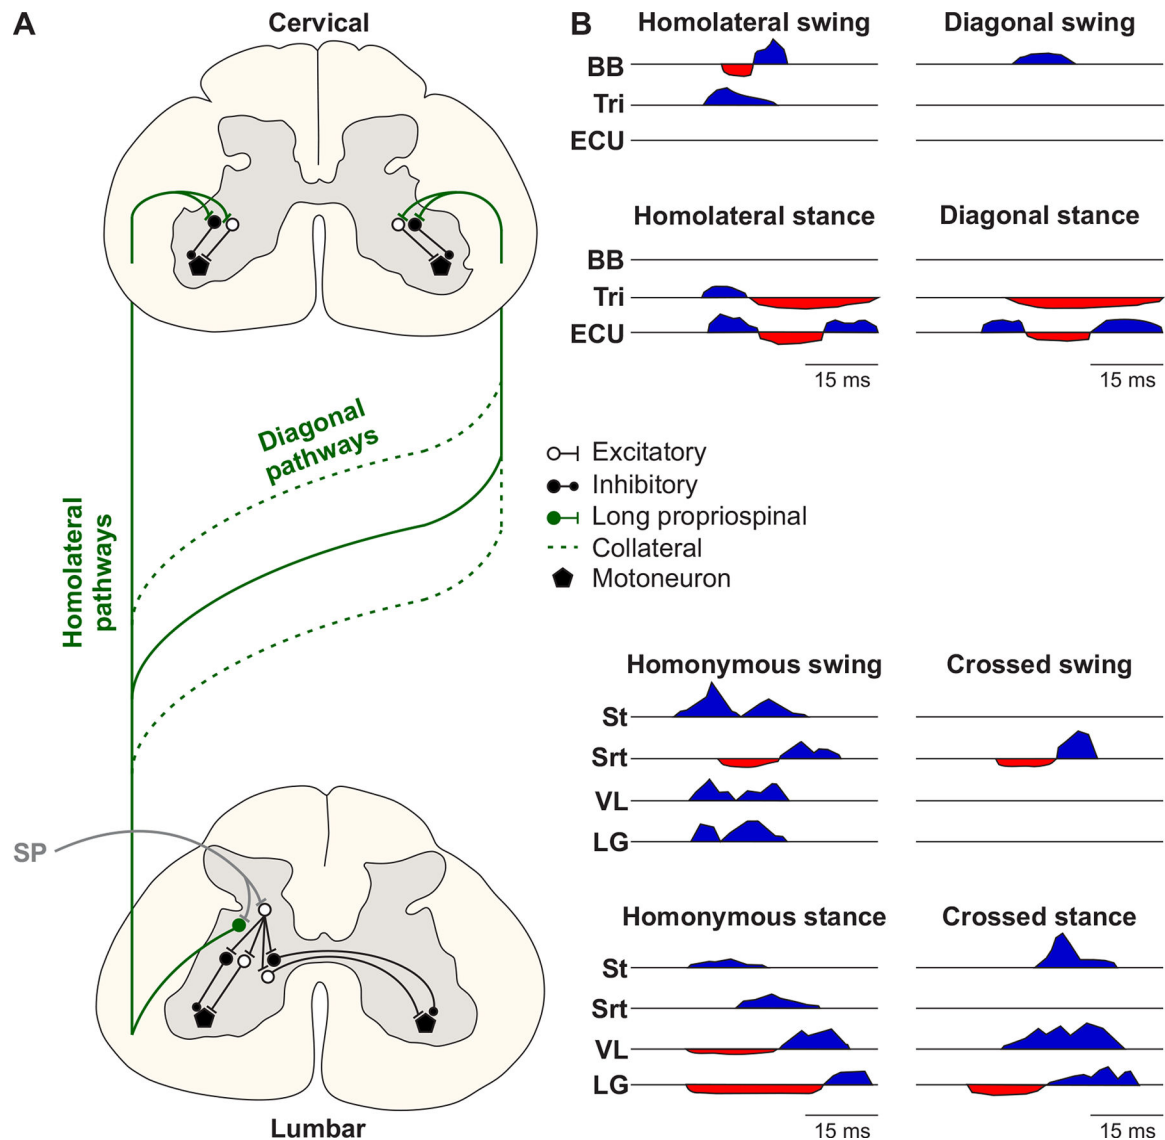 A
Cervical
Diagonal
pathways
Homolateral
pathways
SP
Lumbar
B
Homolateral swing
Diagonal swing
BB
Tri
ECU
Homolateral stance
Diagonal stance
BB
Tri
ECU
15 ms
15 ms
Excitatory
Inhibitory
Long propriospinal
Collateral
Motoneuron
Homonymous swing
Crossed swing
St
Srt
VL
LG
Homonymous stance
Crossed stance
St
Srt
VL
LG
15 ms
15 ms